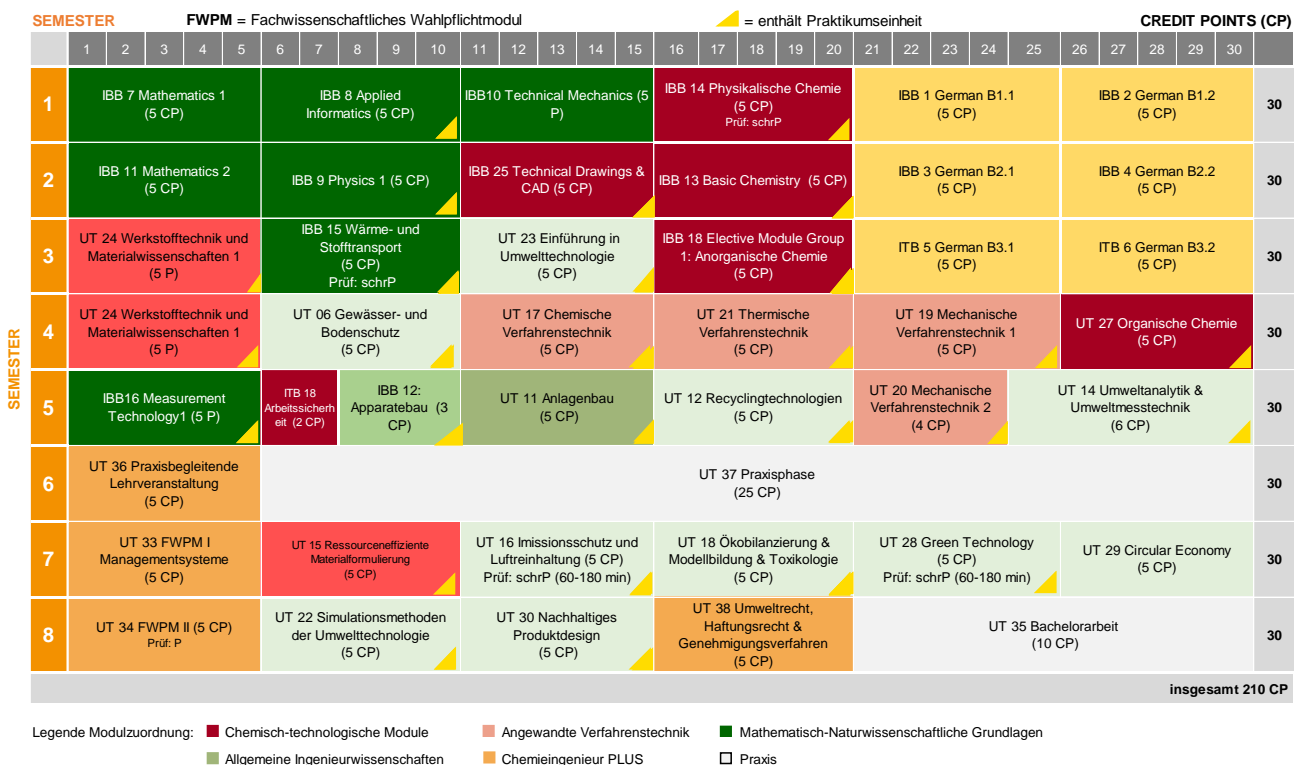 SEMESTER
FWPM = Fachwissenschaftliches Wahlpflichtmodul
= enthält Praktikumseinheit
CREDIT POINTS (CP)
1 2 3 4 5 6 7 8 9 10 11 12 13 14 15 16 17 18 19 20 21 22 23 24 25 26 27 28 29 30
SEMESTER
1
IBB 7 Mathematics 1
(5 CP)
IBB 8 Applied
Informatics (5 CP)
IBB10 Technical Mechanics (5
P)
IBB 14 Physikalische Chemie
(5 CP)
Prüf: schrP
IBB 1 German B1.1
(5 CP)
IBB 2 German B1.2
(5 CP)
30
2
IBB 11 Mathematics 2
(5 CP)
IBB 9 Physics 1 (5 CP)
IBB 25 Technical Drawings &
CAD (5 CP)
IBB 13 Basic Chemistry (5 CP)
IBB 3 German B2.1
(5 CP)
IBB 4 German B2.2
(5 CP)
30
3
UT 24 Werkstofftechnik und
Materialwissenschaften 1
(5 P)
IBB 15 Wärme- und
Stofftransport
(5 CP)
Prüf: schrP
UT 23 Einführung in
Umwelttechnologie
(5 CP)
IBB 18 Elective Module Group
1: Anorganische Chemie
(5 CP)
ITB 5 German B3.1
(5 CP)
ITB 6 German B3.2
(5 CP)
30
4
UT 24 Werkstofftechnik und
Materialwissenschaften 1
(5 P)
UT 06 Gewässer- und
Bodenschutz
(5 CP)
UT 17 Chemische
Verfahrenstechnik
(5 CP)
UT 21 Thermische
Verfahrenstechnik
(5 CP)
UT 19 Mechanische
Verfahrenstechnik 1
(5 CP)
UT 27 Organische Chemie
(5 CP)
30
5
IBB16 Measurement
Technology1 (5 P)
ITB 18
Arbeitssicherh
eit (2 CP)
IBB 12:
Apparatebau (3
CP)
UT 11 Anlagenbau
(5 CP)
UT 12 Recyclingtechnologien
(5 CP)
UT 20 Mechanische
Verfahrenstechnik 2
(4 CP)
UT 14 Umweltanalytik &
Umweltmesstechnik
(6 CP)
30
6
UT 36 Praxisbegleitende
Lehrveranstaltung
(5 CP)
UT 37 Praxisphase
(25 CP)
30
7
UT 33 FWPM I
Managementsysteme
(5 CP)
UT 15 Ressourceneffiziente
Materialformulierung
(5 CP)
UT 16 Imissionsschutz und
Luftreinhaltung (5 CP)
Prüf: schrP (60-180 min)
UT 18 Ökobilanzierung &
Modellbildung & Toxikologie
(5 CP)
UT 28 Green Technology
(5 CP)
Prüf: schrP (60-180 min)
UT 29 Circular Economy
(5 CP)
30
8
UT 34 FWPM II (5 CP)
Prüf: P
UT 22 Simulationsmethoden
der Umwelttechnologie
(5 CP)
UT 30 Nachhaltiges
Produktdesign
(5 CP)
UT 38 Umweltrecht,
Haftungsrecht &
Genehmigungsverfahren
(5 CP)
UT 35 Bachelorarbeit
(10 CP)
30
insgesamt 210 CP
Legende Modulzuordnung:
Chemisch-technologische Module
Angewandte Verfahrenstechnik
Mathematisch-Naturwissenschaftliche Grundlagen
Allgemeine Ingenieurwissenschaften
Chemieingenieur PLUS
Praxis